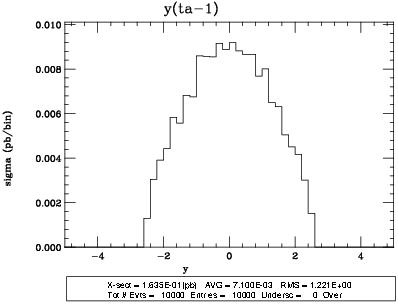 y(ta-1)
0.010
0.008
0.006
0.004
0.002
0.000
sigma (pb/bin)
-4 -2 0 2 4
y
X-sect = 1.635E-01(pb) AVG = 7.100E-03 RMS = 1.221E+00
Tot # Evts = 10000 Entries = 10000 Undersc = 0 Over